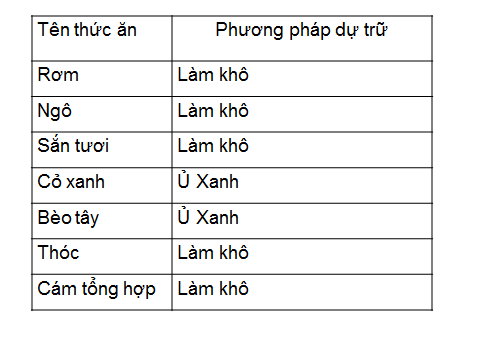 Tên thức ăn Phương pháp dự trữ
Rơm Làm khô
Ngô Làm khô
Sắn tươi Làm khô
Cỏ xanh Ủ Xanh
Bèo tây Ủ Xanh
Thóc Làm khô
Cám tổng hợp Làm khô